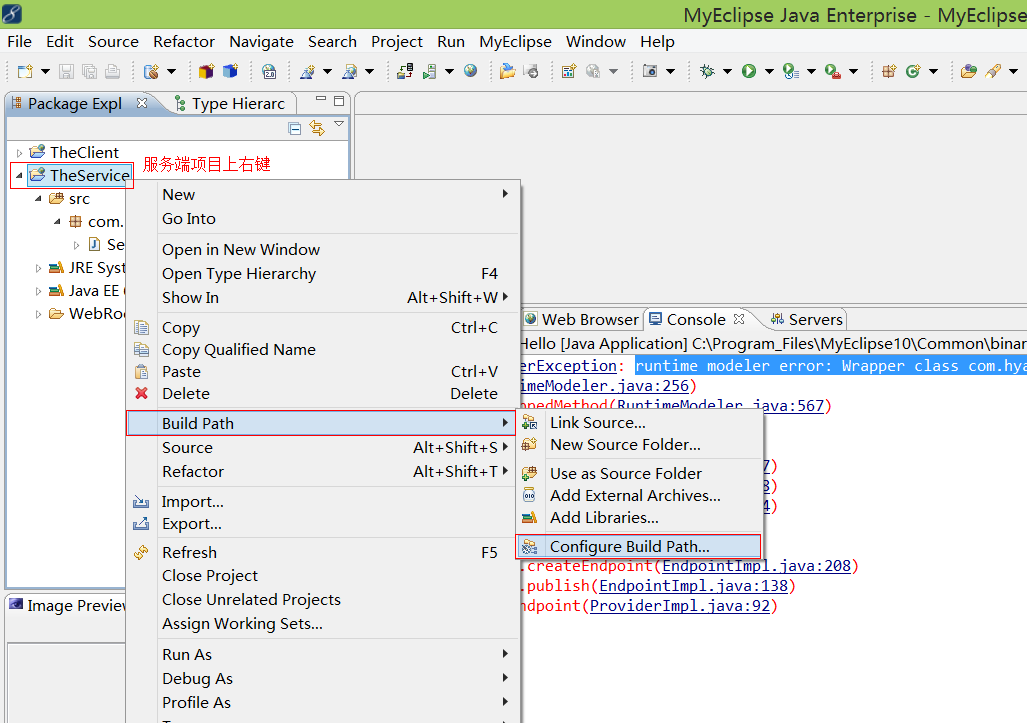 MyEclipse Java Enterprise - MyEclipse
File Edit Source Refactor Navigate Search Project Run MyEclipse Window Help
Package Expl Type Hierarc
TheClient
服务端项目上右键
TheService
src
com.
Se
JRE Syst
Java EE
WebRoo
Image Preview
New
Go Into
Open in New Window
Open Type Hierarchy F4
Show In Alt+Shift+W
Copy Ctrl+C
Copy Qualified Name
Paste Ctrl+V
Delete Delete
Build Path
Source Alt+Shift+S
Refactor Alt+Shift+T
Import...
Export...
Refresh F5
Close Project
Close Unrelated Projects
Assign Working Sets...
Run As
Debug As
Profile As
Link Source...
New Source Folder...
Use as Source Folder
Add External Archives...
Add Libraries...
Configure Build Path...
Web Browser Console Servers
Hello [Java Application] C:\Program_Files\MyEclipse10\Common\binar
erException: runtime modeler error: Wrapper class com.hya
imeModeler.java:256)
ppedMethod(RuntimeModeler.java:567)
7)
8)
4)
.createEndpoint(EndpointImpl.java:208)
.publish(EndpointImpl.java:138)
ndpoint(ProviderImpl.java:92)